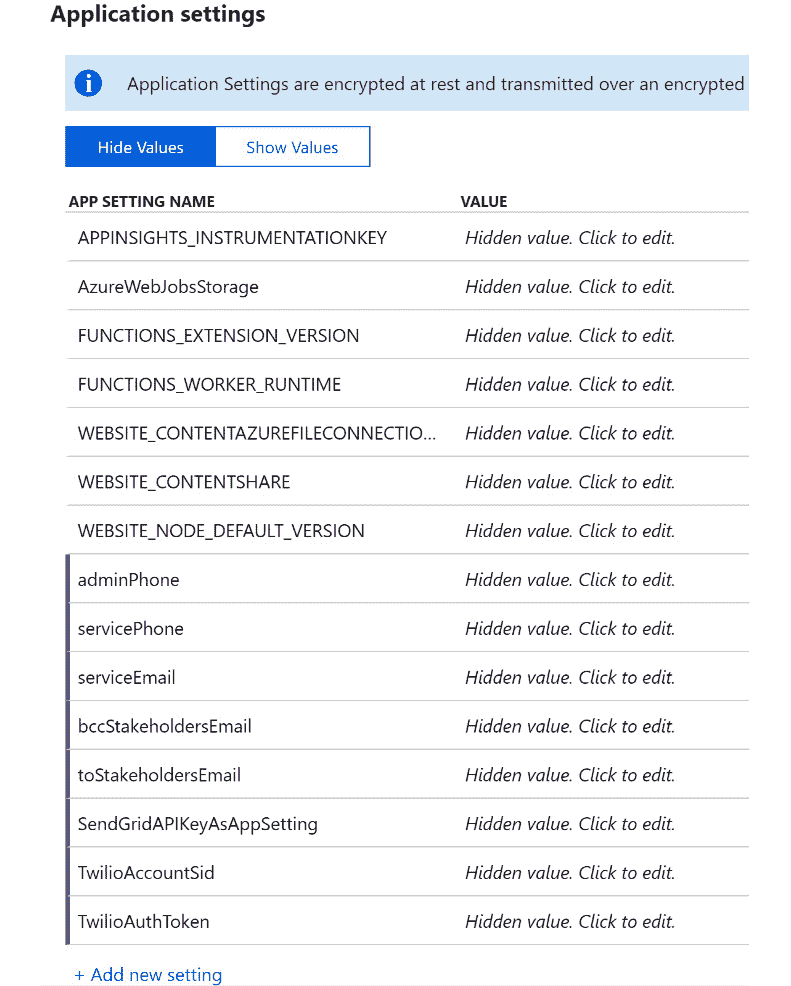 Application settings
Application Settings are encrypted at rest and transmitted over an encrypted
Hide Values Show Values
APP SETTING NAME VALUE
APPINSIGHTS_INSTRUMENTATIONKEY Hidden value. Click to edit.
AzureWebJobsStorage Hidden value. Click to edit.
FUNCTIONS_EXTENSION_VERSION Hidden value. Click to edit.
FUNCTIONS_WORKER_RUNTIME Hidden value. Click to edit.
WEBSITE_CONTENTAZUREFILECONNECTIO... Hidden value. Click to edit.
WEBSITE_CONTENTSHARE Hidden value. Click to edit.
WEBSITE_NODE_DEFAULT_VERSION Hidden value. Click to edit.
adminPhone Hidden value. Click to edit.
servicePhone Hidden value. Click to edit.
serviceEmail Hidden value. Click to edit.
bccStakeholdersEmail Hidden value. Click to edit.
toStakeholdersEmail Hidden value. Click to edit.
SendGridAPIKeyAsAppSetting Hidden value. Click to edit.
TwilioAccountSid Hidden value. Click to edit.
TwilioAuthToken Hidden value. Click to edit.
+ Add new setting